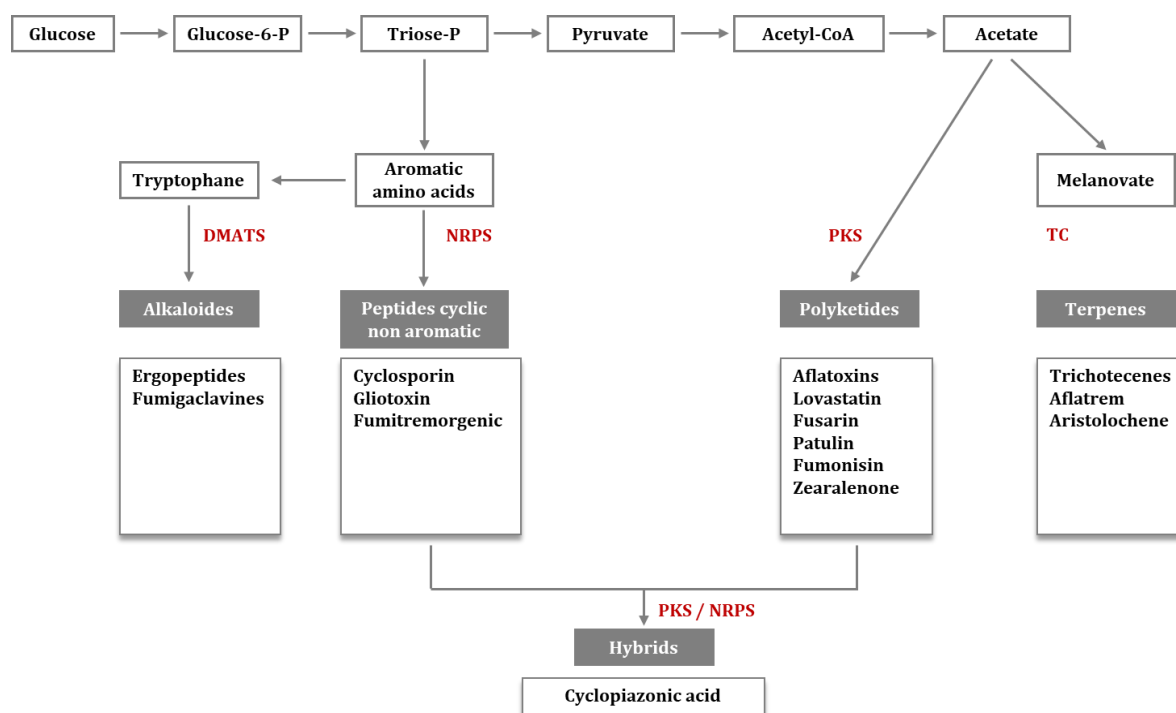 Glucose
Glucose-6-P
Triose-P
Pyruvate
Acetyl-CoA
Acetate
Tryptophane
Aromatic
amino acids
Melanovate
DMATS
NRPS
PKS
TC
Alkaloides
Peptides cyclic
non aromatic
Polyketides
Terpenes
Ergopeptides
Fumigaclavines
Cyclosporin
Gliotoxin
Fumitremorgenic
Aflatoxins
Lovastatin
Fusarin
Patulin
Fumonisin
Zearalenone
Trichotecenes
Aflatrem
Aristolochene
PKS / NRPS
Hybrids
Cyclopiazonic acid